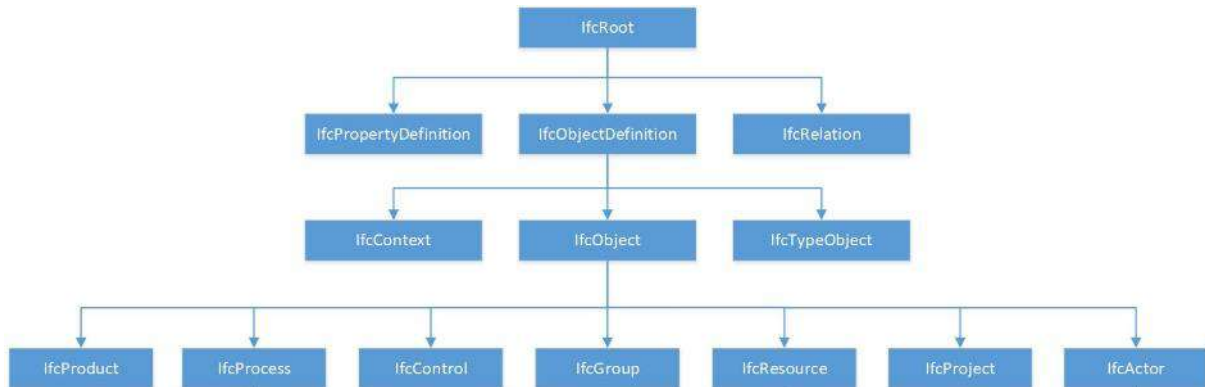 IfcRoot
IfcPropertyDefinition
IfcObjectDefinition
IfcRelation
IfcContext
IfcObject
IfcTypeObject
IfcProduct
IfcProcess
IfcControl
IfcGroup
IfcResource
IfcProject
IfcActor